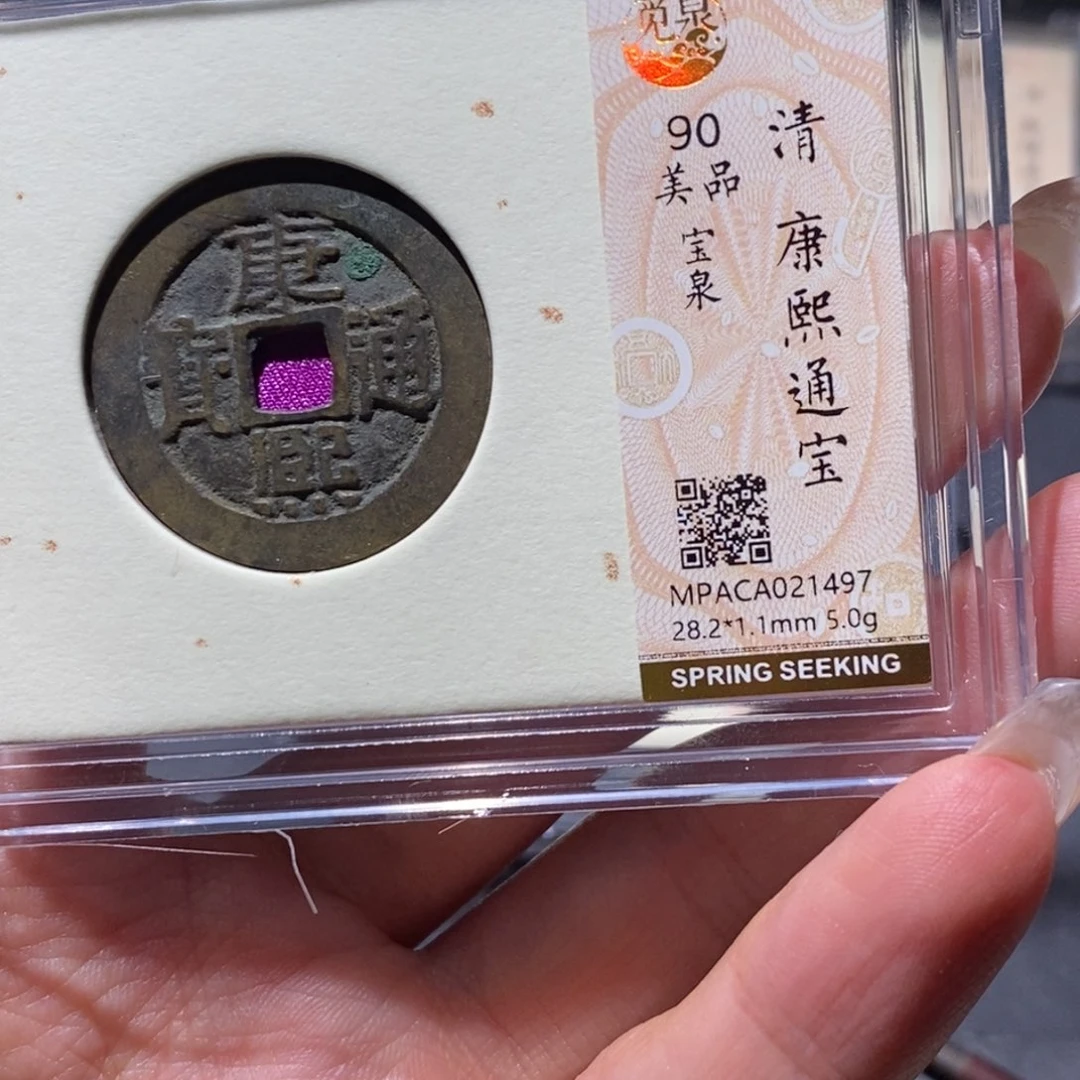 康熙通寳
觅泉
90
美品
宝泉
清 康熙通宝
MPACA021497
28.2*1.1mm 5.0g
SPRING SEEKING